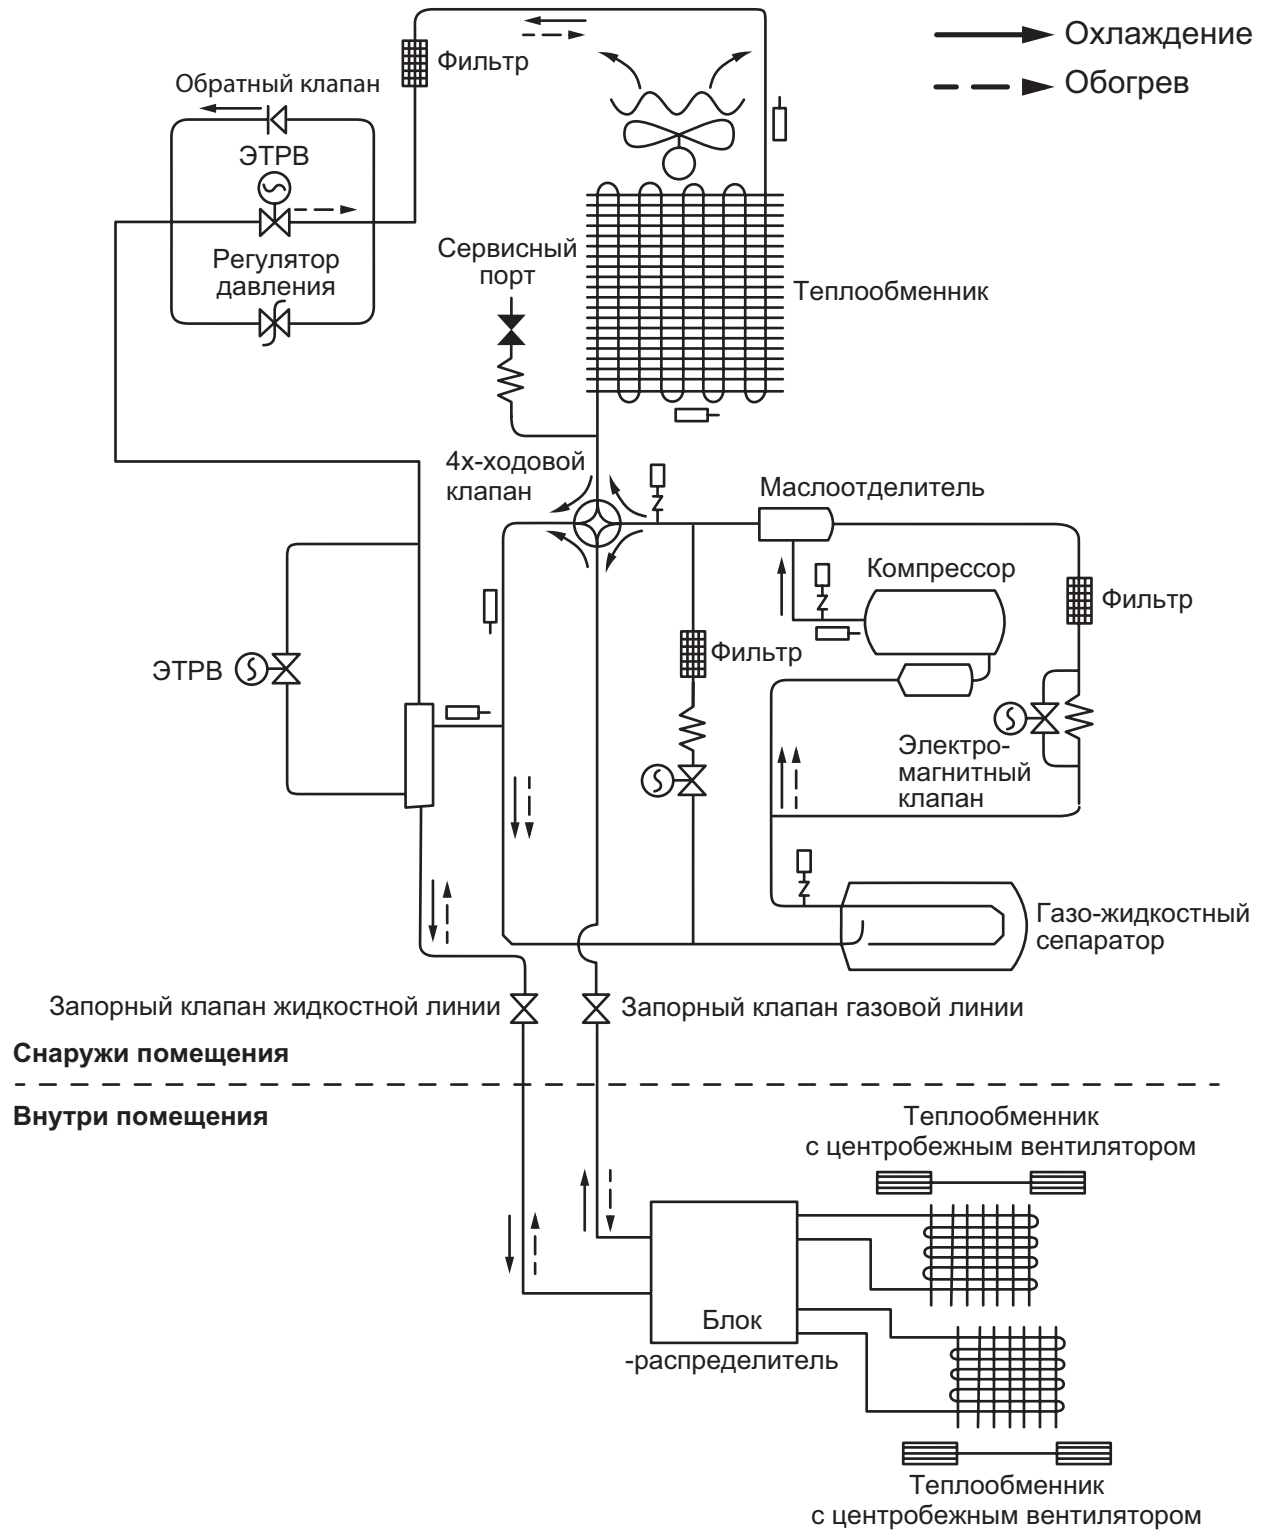 Охлаждение
Обогрев
Фильтр
Обратный клапан
ЭТРВ
Регулятор
давления
Сервисный
порт
Теплообменник
4х-ходовой
клапан
Маслоотделитель
Компрессор
Фильтр
Фильтр
ЭТРВ
Электро-
магнитный
клапан
Газо-жидкостный
сепаратор
Запорный клапан жидкостной линии
Запорный клапан газовой линии
Снаружи помещения
Внутри помещения
Теплообменник
с центробежным вентилятором
Блок
-распределитель
Теплообменник
с центробежным вентилятором